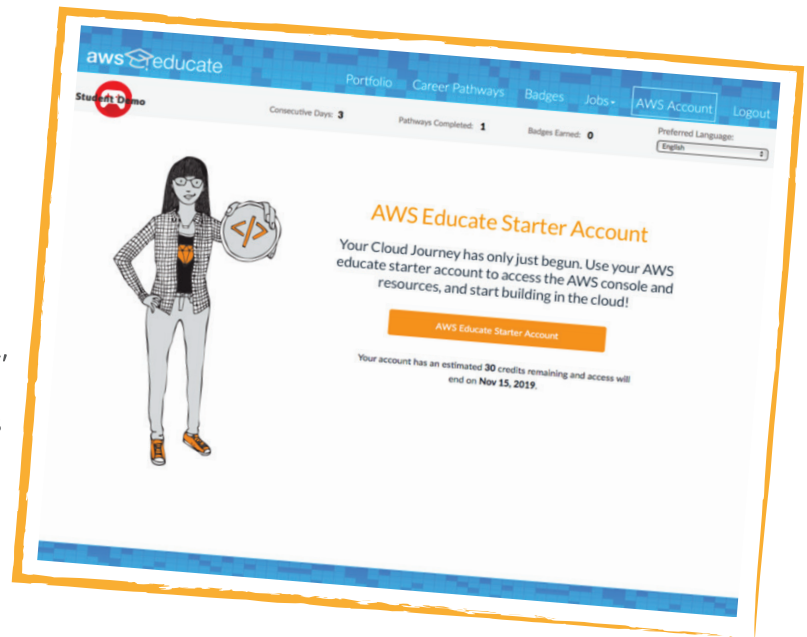 aws educate
Portfolio Career Pathways Badges Jobs AWS Account Logout
Student Demo
Consecutive Days: 3 Pathways Completed: 1 Badges Earned: 0 Preferred Language:
English
</>
AWS Educate Starter Account
Your Cloud Journey has only just begun. Use your AWS
educate starter account to access the AWS console and
resources, and start building in the cloud!
AWS Educate Starter Account
Your account has an estimated 30 credits remaining and access will
end on Nov 15, 2019.